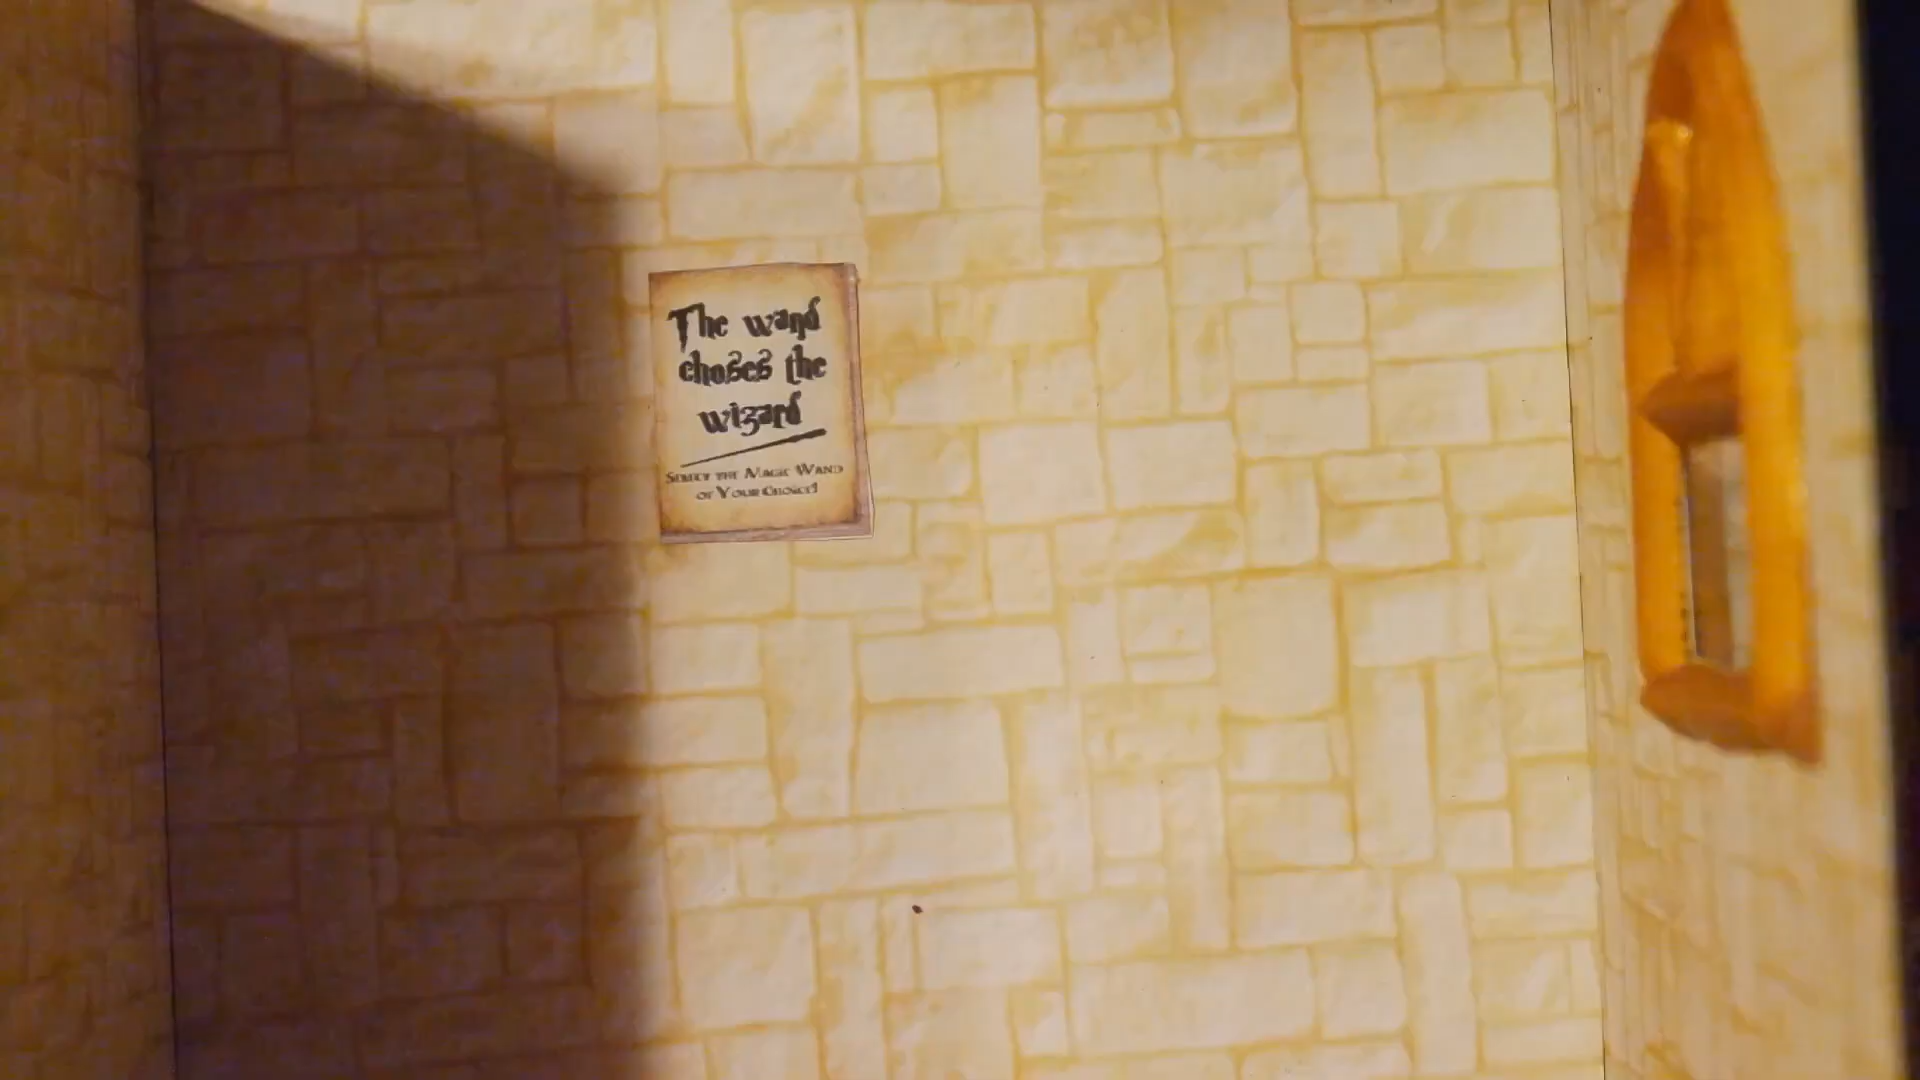 The wand
choses the
wizard
Select the Magic Wand
of Your Choice!